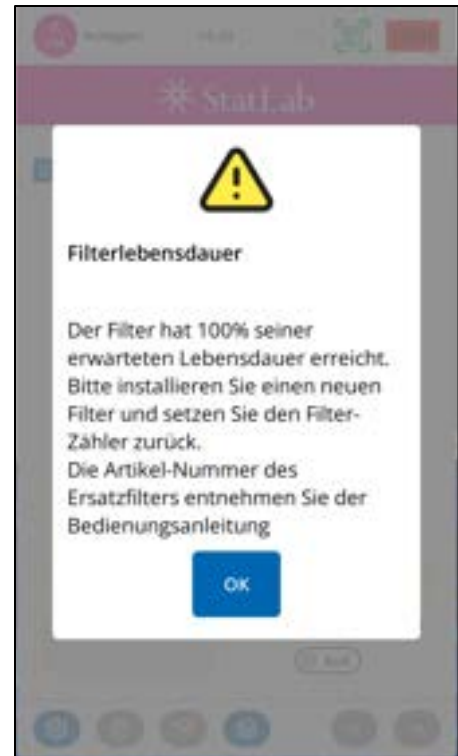 StatLab
Filterlebensdauer
Der Filter hat 100% seiner
erwarteten Lebensdauer erreicht.
Bitte installieren Sie einen neuen
Filter und setzen Sie den Filter-
Zähler zurück.
Die Artikel-Nummer des
Ersatzfilters entnehmen Sie der
Bedienungsanleitung
OK